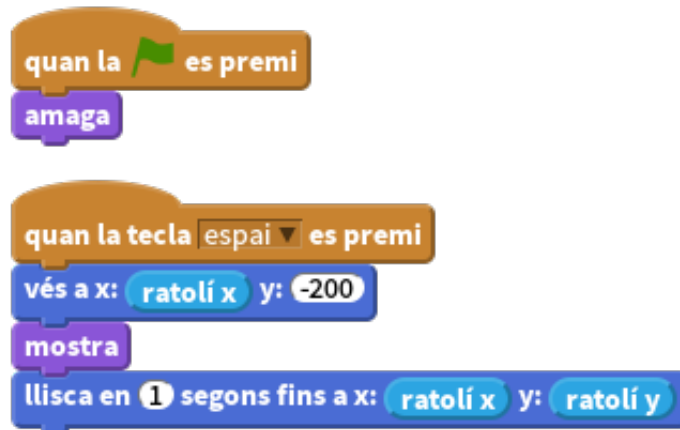 quan la es premi
amaga
quan la tecla espai es premi
vés a x: ratolí x y: -200
mostra
llisca en 1 segons fins a x: ratolí x y: ratolí y